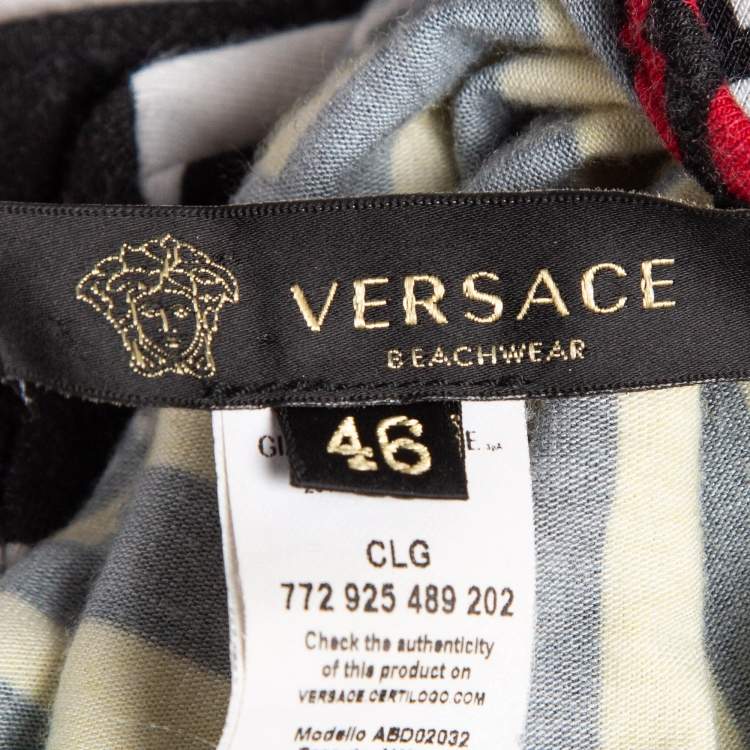 VERSACE
BEACHWEAR
46
CLG
772 925 489 202
Check the authenticity
of this product on
VERSACE.CERTILOGO.COM
Modello ABD02032